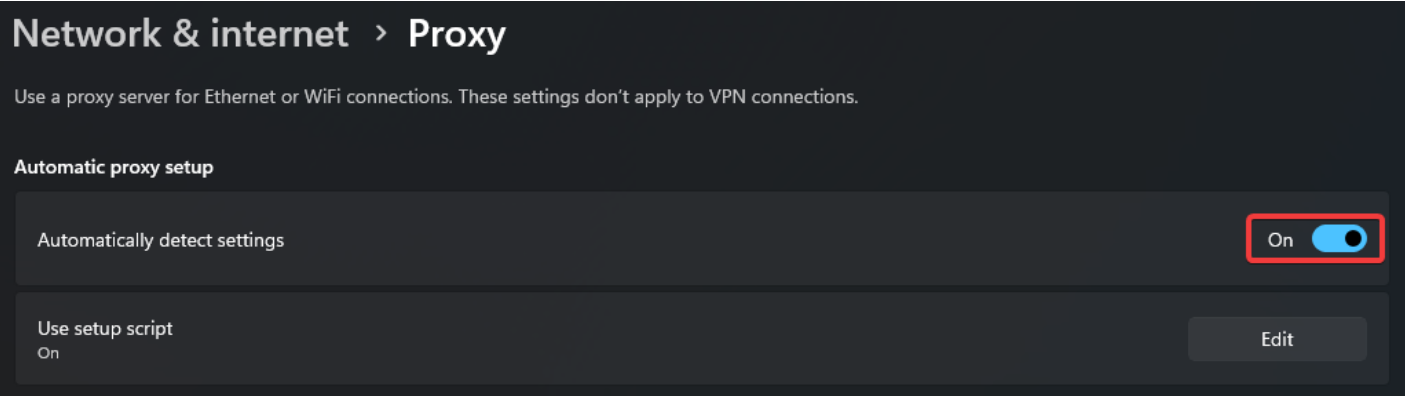 Network & internet > Proxy
Use a proxy server for Ethernet or WiFi connections. These settings don't apply to VPN connections.
Automatic proxy setup
Automatically detect settings
On
Use setup script
On
Edit